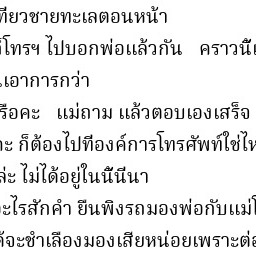 เที่ยวชายทะเลตอนหน้า
โทรฯ ไปบอกพ่อแล้วกัน คราวนี้
อาการกว่า
รือคะ แม่ถาม แล้วตอบเองเสร็จ
ะ ก็ต้องไปที่องค์การโทรศัพท์ใช่ไห
ล่ะ ไม่ได้อยู่ในนี้นี่นา
ะไรสักคำ ยืนพิงรถมองพ่อกับแม่
จะชำเลืองมองเสียหน่อยเพราะต่อ